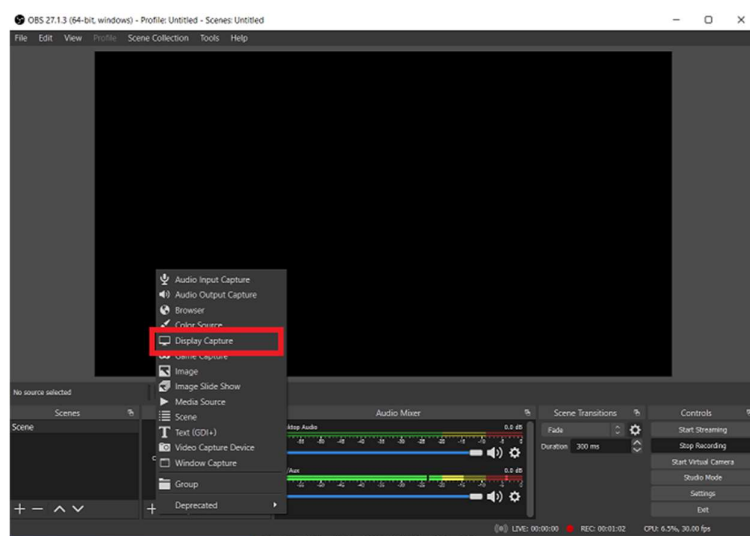 OBS 27.1.3 (64-bit, windows) - Profile: Untitled - Scenes: Untitled
File Edit View Profile Scene Collection Tools Help
Audio Input Capture
Audio Output Capture
Browser
Color Source
Display Capture
Game Capture
Image
Image Slide Show
Media Source
Scene
Text (GDI+)
Video Capture Device
Window Capture
Group
Deprecated
No source selected
Scenes
Scene
Audio Mixer
ktop Audio
0.0 dB
/Aux
0.0 dB
Scene Transitions
Fade
Duration 300 ms
Controls
Start Streaming
Stop Recording
Start Virtual Camera
Studio Mode
Settings
Exit
LIVE: 00:00:00 REC: 00:01:02 CPU: 6.5%, 30.00 fps